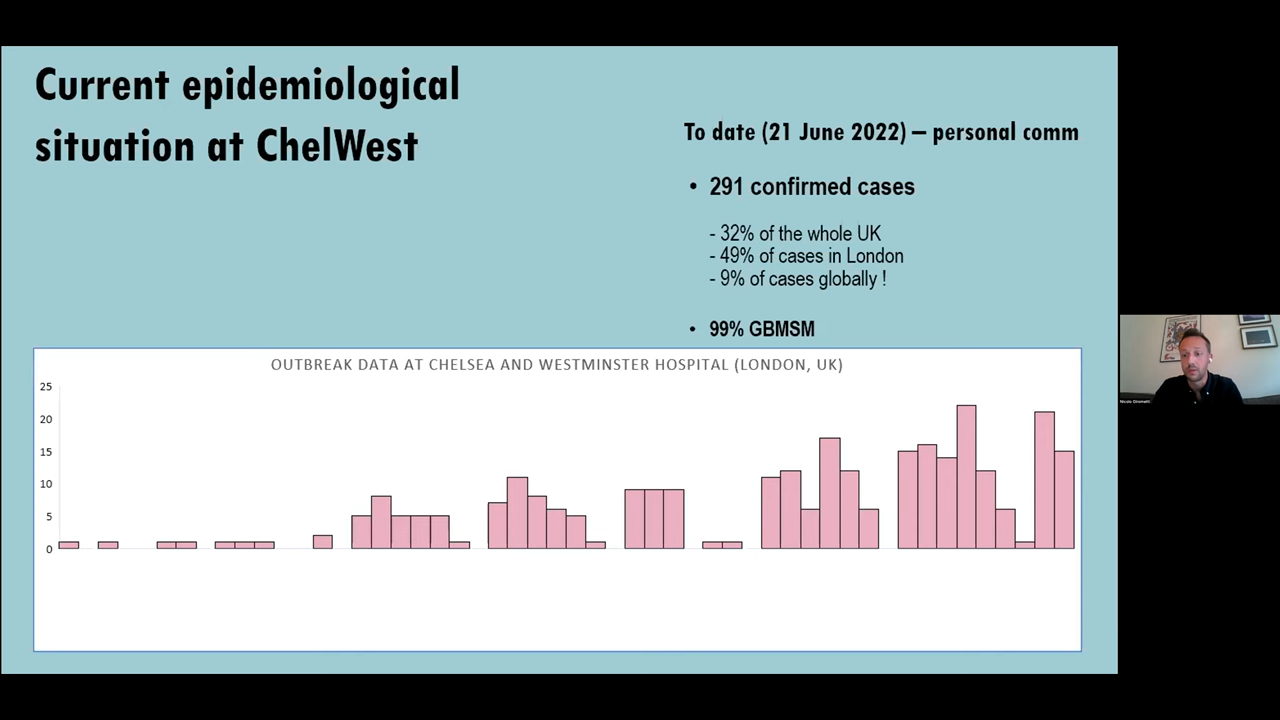 Current epidemiological
situation at ChelWest
To date (21 June 2022) – personal comm
• 291 confirmed cases
- 32% of the whole UK
- 49% of cases in London
- 9% of cases globally !
• 99% GBMSM
OUTBREAK DATA AT CHELSEA AND WESTMINSTER HOSPITAL (LONDON, UK)
25
20
15
10
5
0